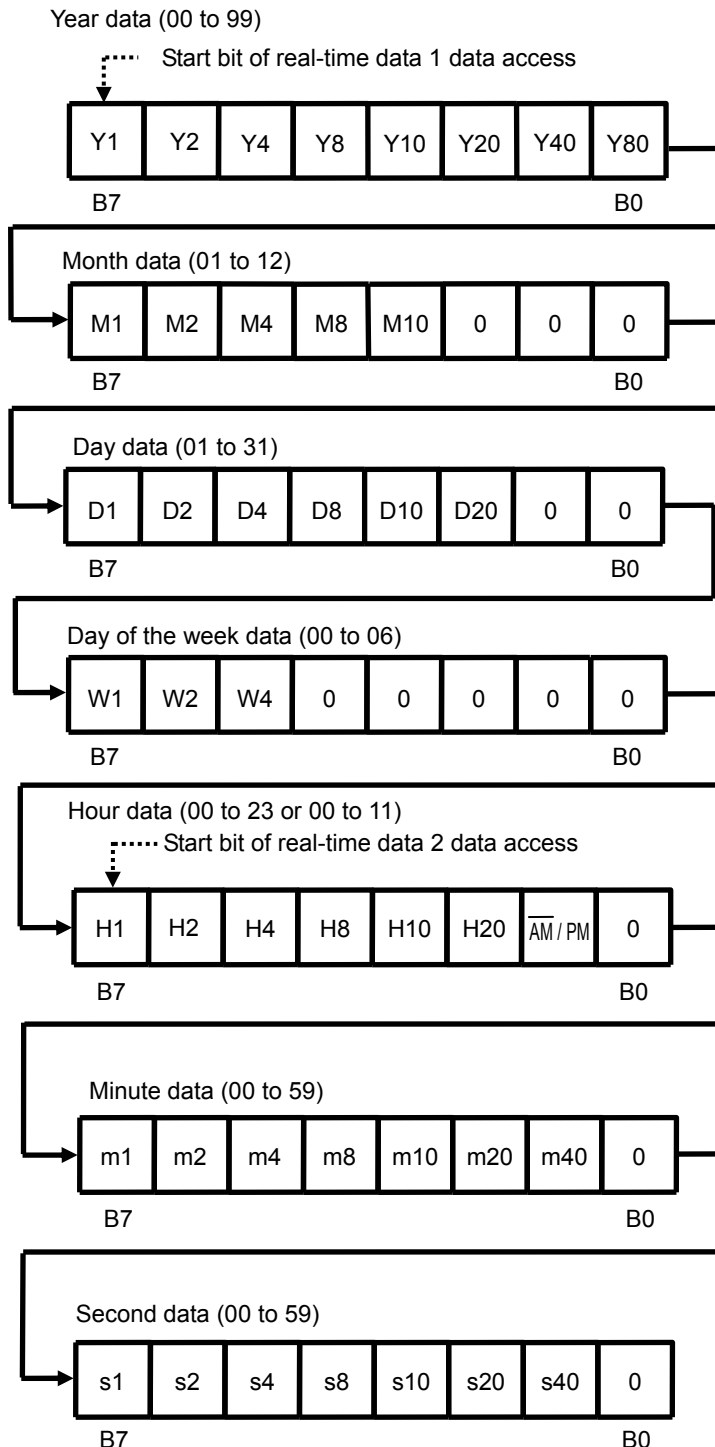 Year data (00 to 99)
Start bit of real-time data 1 data access
Y1 Y2 Y4 Y8 Y10 Y20 Y40 Y80
B7 B0
Month data (01 to 12)
M1 M2 M4 M8 M10 0 0 0
B7 B0
Day data (01 to 31)
D1 D2 D4 D8 D10 D20 0 0
B7 B0
Day of the week data (00 to 06)
W1 W2 W4 0 0 0 0 0
B7 B0
Hour data (00 to 23 or 00 to 11)
Start bit of real-time data 2 data access
H1 H2 H4 H8 H10 H20 A̅M̅ / PM 0
B7 B0
Minute data (00 to 59)
m1 m2 m4 m8 m10 m20 m40 0
B7 B0
Second data (00 to 59)
s1 s2 s4 s8 s10 s20 s40 0
B7 B0